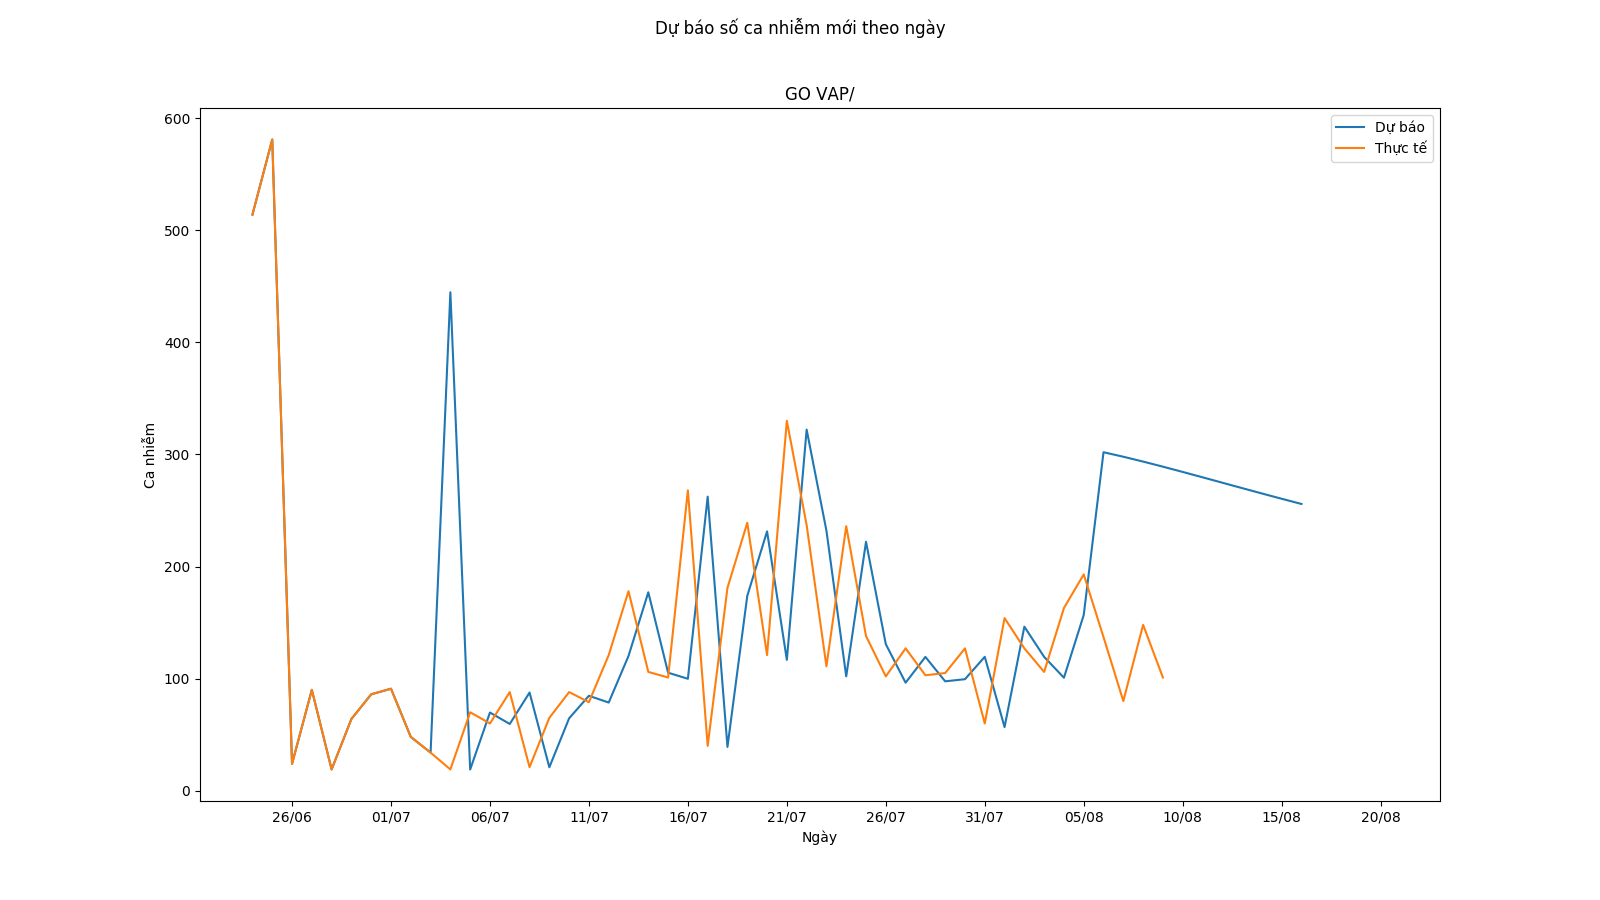 Dự báo số ca nhiễm mới theo ngày
GO VAP/
Dự báo
Thực tế
600
500
400
300
200
100
0
Ca nhiễm
26/06 01/07 06/07 11/07 16/07 21/07 26/07 31/07 05/08 10/08 15/08 20/08
Ngày